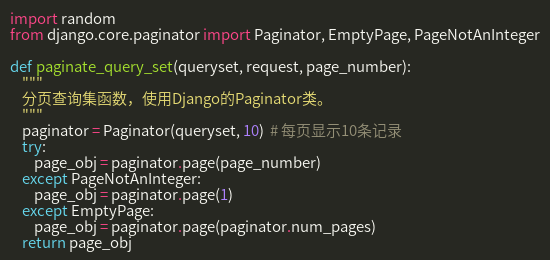 import random
from django.core.paginator import Paginator, EmptyPage, PageNotAnInteger
def paginate_query_set(queryset, request, page_number):
"""
分页查询集函数，使用Django的Paginator类。
"""
paginator = Paginator(queryset, 10)  # 每页显示10条记录
try:
page_obj = paginator.page(page_number)
except PageNotAnInteger:
page_obj = paginator.page(1)
except EmptyPage:
page_obj = paginator.page(paginator.num_pages)
return page_obj